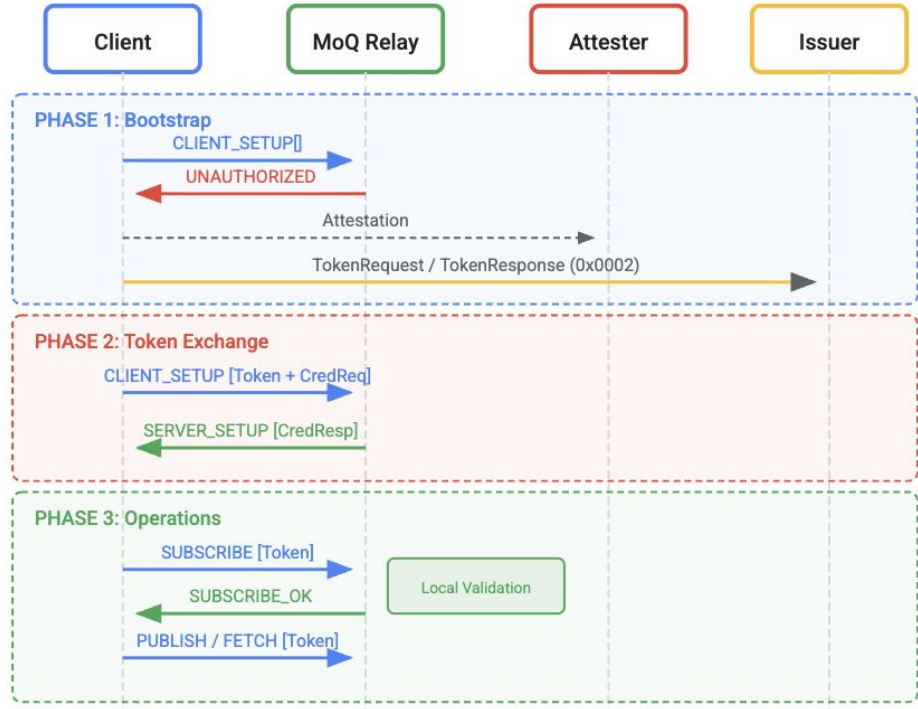 Client
MoQ Relay
Attester
Issuer
PHASE 1: Bootstrap
CLIENT_SETUP[]
UNAUTHORIZED
Attestation
TokenRequest / TokenResponse (0x0002)
PHASE 2: Token Exchange
CLIENT_SETUP [Token + CredReq]
SERVER_SETUP [CredResp]
PHASE 3: Operations
SUBSCRIBE [Token]
Local Validation
SUBSCRIBE_OK
PUBLISH / FETCH [Token]